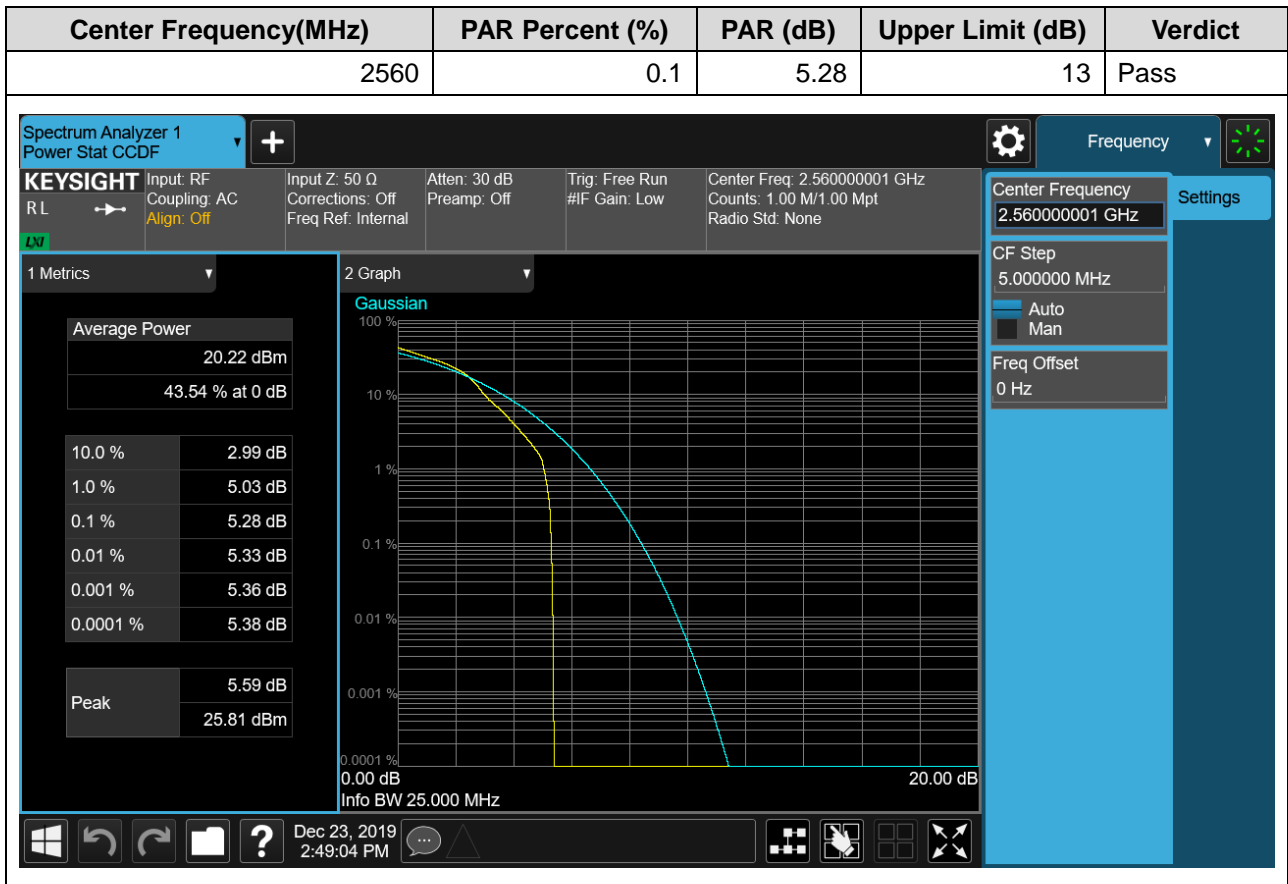 Center Frequency(MHz) PAR Percent (%) PAR (dB) Upper Limit (dB) Verdict
2560 0.1 5.28 13 Pass
Spectrum Analyzer 1
Power Stat CCDF
Frequency
KEYSIGHT
R L
LXI
Input: RF
Coupling: AC
Align: Off
Input Z: 50 Ω
Corrections: Off
Freq Ref: Internal
Atten: 30 dB
Preamp: Off
Trig: Free Run
#IF Gain: Low
Center Freq: 2.560000001 GHz
Counts: 1.00 M/1.00 Mpt
Radio Std: None
Center Frequency
2.560000001 GHz
Settings
CF Step
5.000000 MHz
Auto
Man
Freq Offset
0 Hz
1 Metrics
Average Power
20.22 dBm
43.54 % at 0 dB
10.0 % 2.99 dB
1.0 % 5.03 dB
0.1 % 5.28 dB
0.01 % 5.33 dB
0.001 % 5.36 dB
0.0001 % 5.38 dB
Peak
5.59 dB
25.81 dBm
2 Graph
Gaussian
100 %
10 %
1 %
0.1 %
0.01 %
0.001 %
0.0001 %
0.00 dB 20.00 dB
Info BW 25.000 MHz
Dec 23, 2019
2:49:04 PM